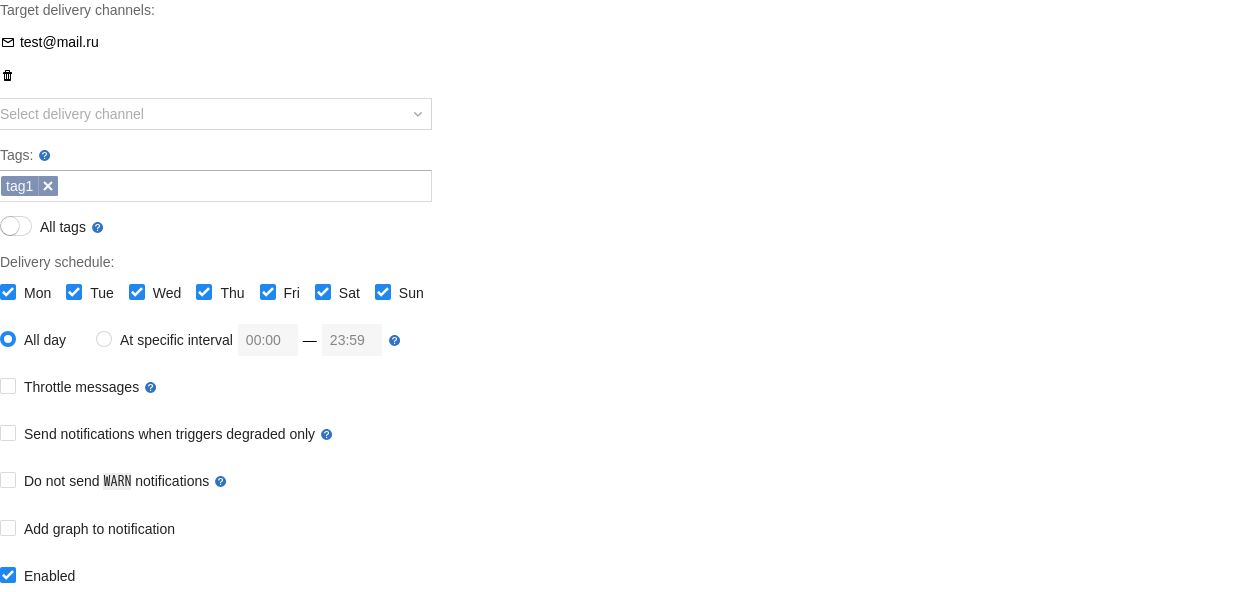 Target delivery channels:
test@mail.ru
Select delivery channel
Tags: ?
tag1
All tags ?
Delivery schedule:
Mon Tue Wed Thu Fri Sat Sun
All day At specific interval 00:00 — 23:59 ?
Throttle messages ?
Send notifications when triggers degraded only ?
Do not send WARN notifications ?
Add graph to notification
Enabled